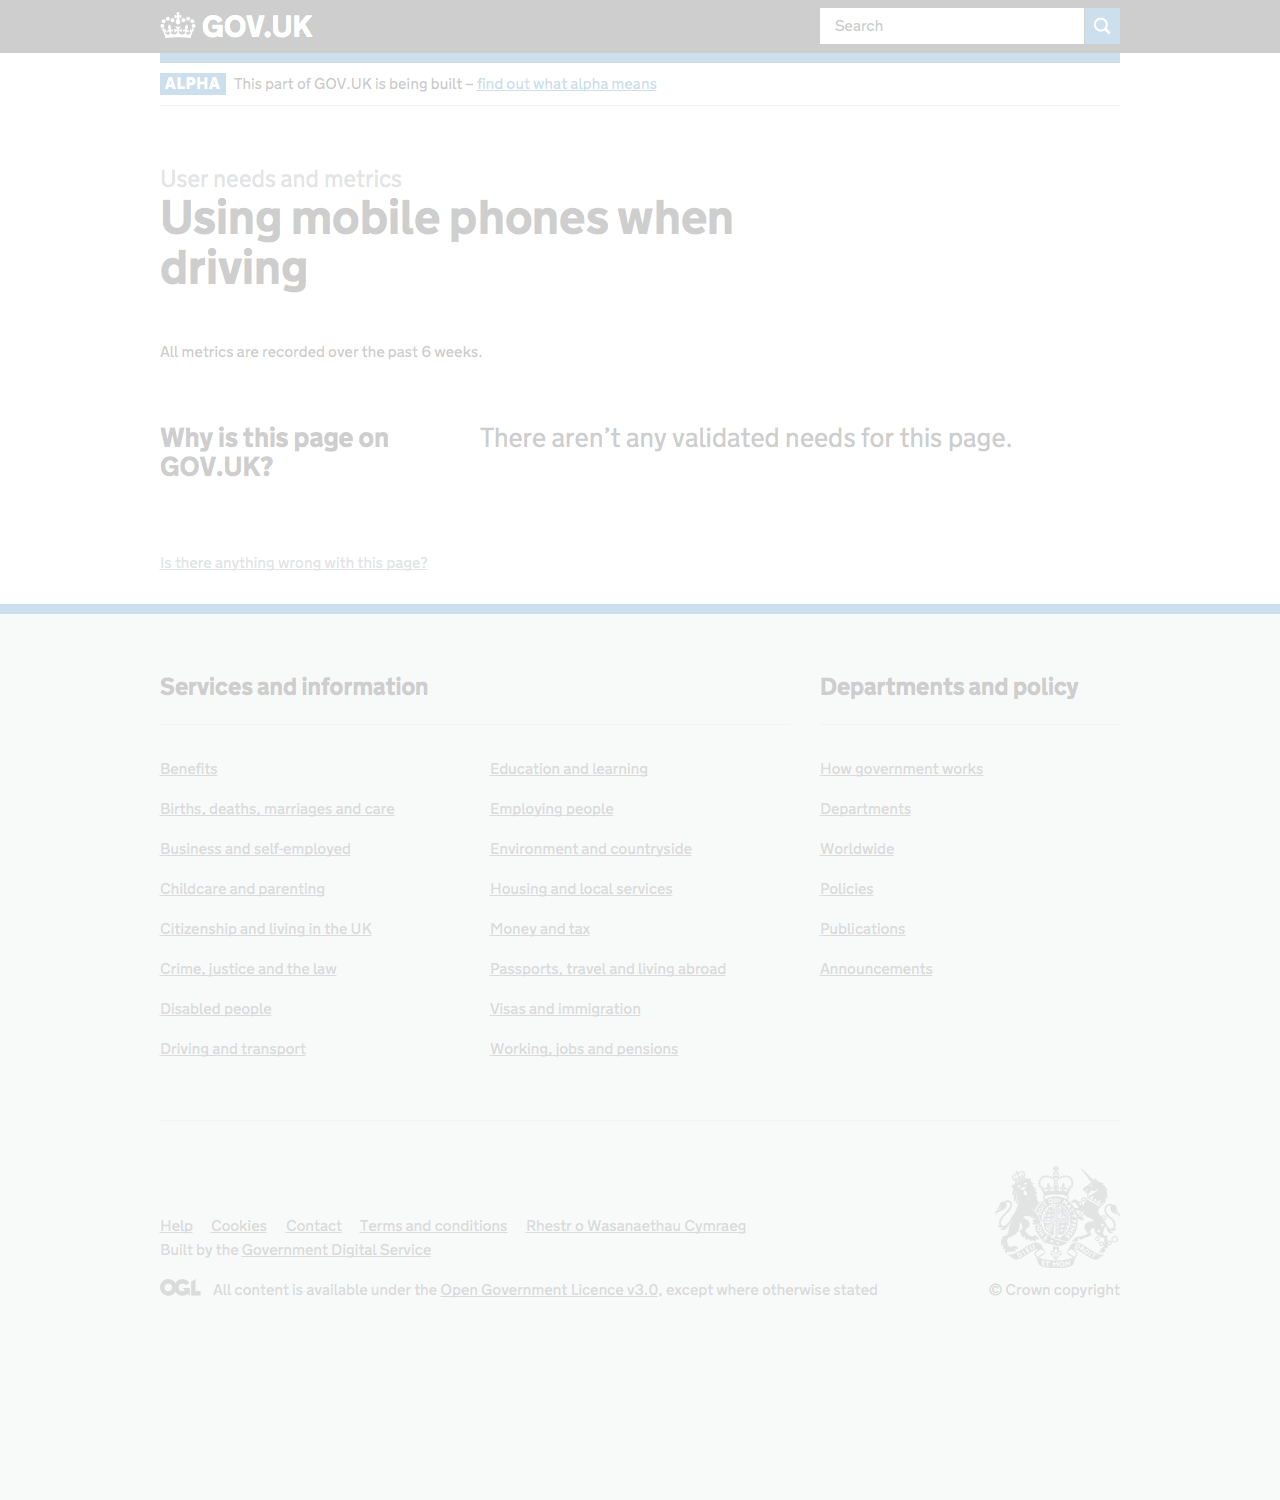 GOV.UK
Search
ALPHA This part of GOV.UK is being built – find out what alpha means
User needs and metrics
Using mobile phones when
driving
All metrics are recorded over the past 6 weeks.
Why is this page on
GOV.UK?
There aren’t any validated needs for this page.
Is there anything wrong with this page?
Services and information
Departments and policy
Benefits
Births, deaths, marriages and care
Business and self-employed
Childcare and parenting
Citizenship and living in the UK
Crime, justice and the law
Disabled people
Driving and transport
Education and learning
Employing people
Environment and countryside
Housing and local services
Money and tax
Passports, travel and living abroad
Visas and immigration
Working, jobs and pensions
How government works
Departments
Worldwide
Policies
Publications
Announcements
Help Cookies Contact Terms and conditions Rhestr o Wasanaethau Cymraeg
Built by the Government Digital Service
OGL All content is available under the Open Government Licence v3.0, except where otherwise stated
© Crown copyright